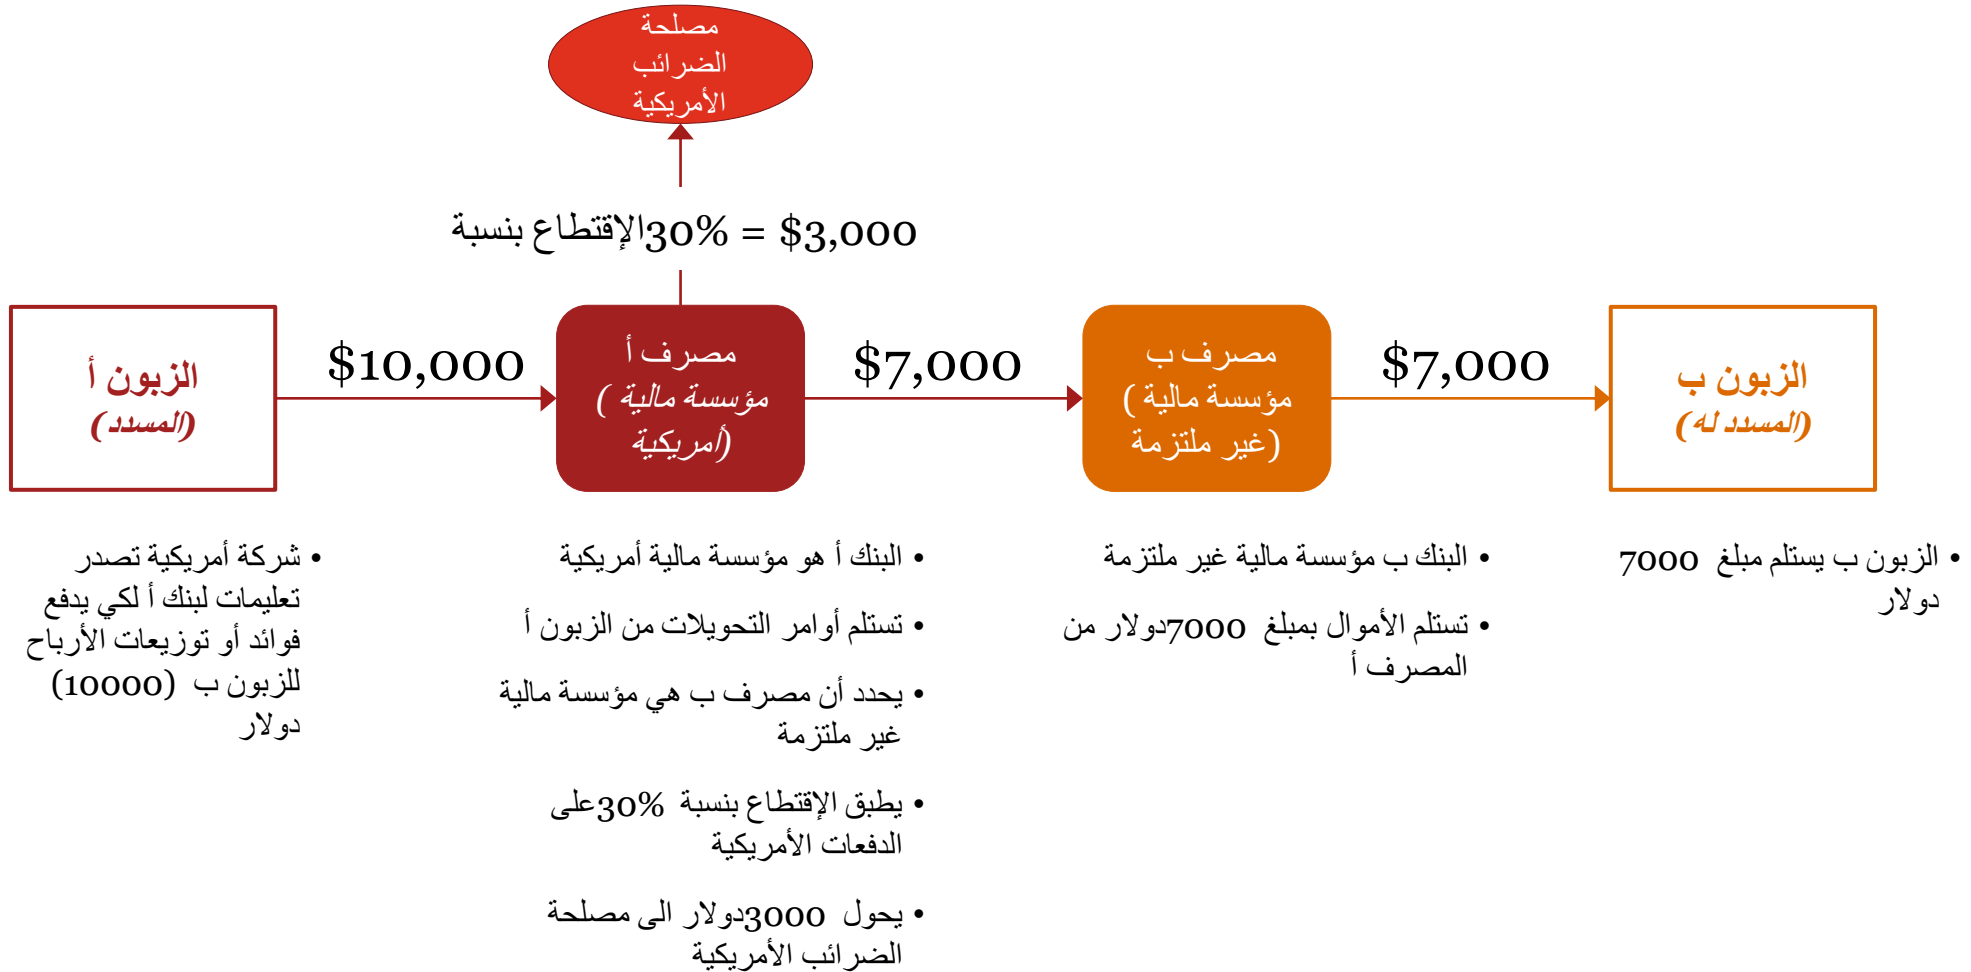 مصلحة
الضرائب
الأمريكية
الإقتطاع بنسبة 30% = $3,000
الزبون أ
(المسدد)
$10,000
مصرف أ
(مؤسسة مالية
أمريكية)
$7,000
مصرف ب
(مؤسسة مالية
غير ملتزمة)
$7,000
الزبون ب
(المسدد له)
• شركة أمريكية تصدر
تعليمات لبنك أ لكي يدفع
فوائد أو توزيعات الأرباح
للزبون ب (10000)
دولار
• البنك أ هو مؤسسة مالية أمريكية
• تستلم أوامر التحويلات من الزبون أ
• يحدد أن مصرف ب هي مؤسسة مالية
غير ملتزمة
• يطبق الإقتطاع بنسبة 30% على
الدفعات الأمريكية
• يحول 3000 دولار الى مصلحة
الضرائب الأمريكية
• البنك ب مؤسسة مالية غير ملتزمة
• تستلم الأموال بمبلغ 7000 دولار من
المصرف أ
• الزبون ب يستلم مبلغ 7000
دولار